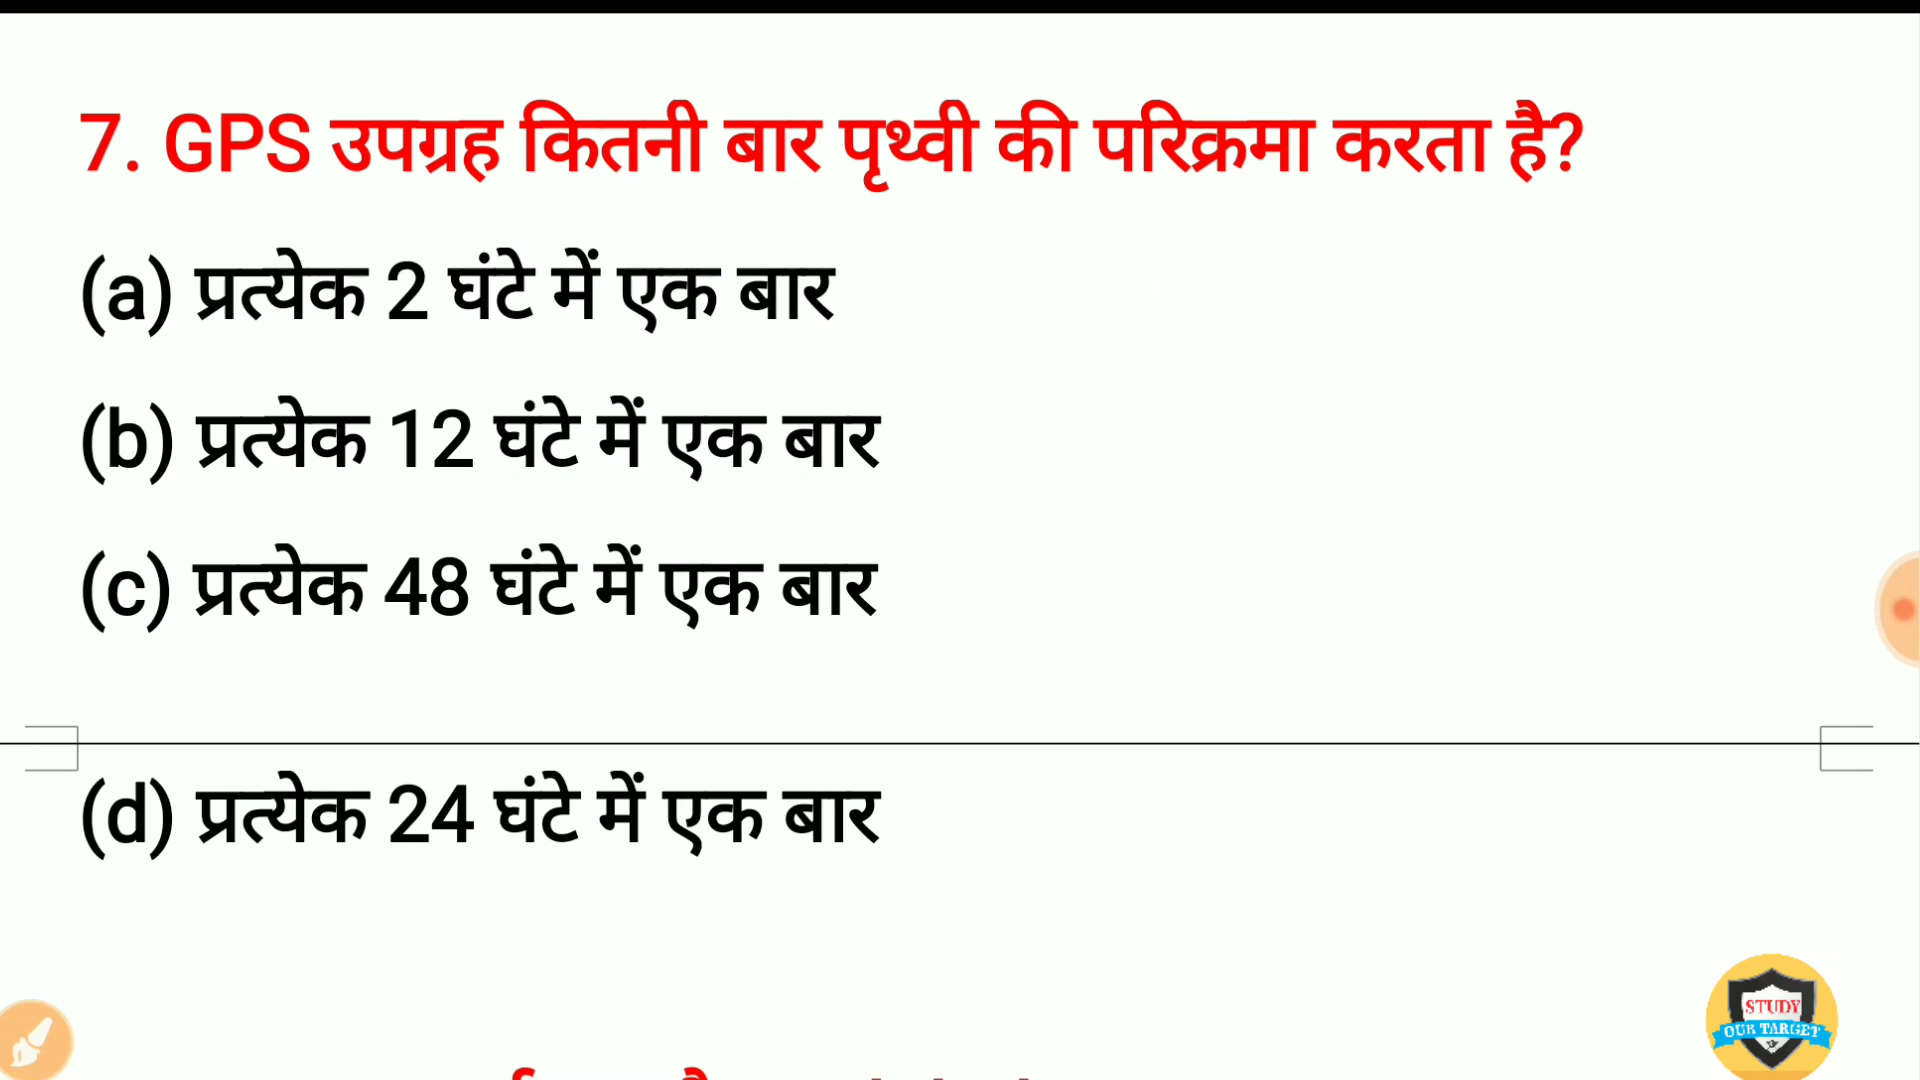 7. GPS उपग्रह कितनी बार पृथ्वी की परिक्रमा करता है?
(a) प्रत्येक 2 घंटे में एक बार
(b) प्रत्येक 12 घंटे में एक बार
(c) प्रत्येक 48 घंटे में एक बार
(d) प्रत्येक 24 घंटे में एक बार
STUDY
OUR TARGET